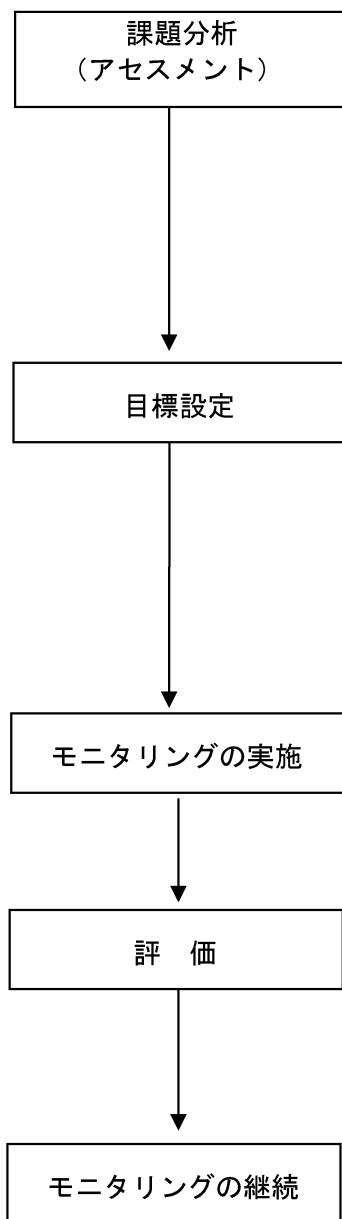 課題分析
（アセスメント）
目標設定
モニタリングの実施
評　価
モニタリングの継続